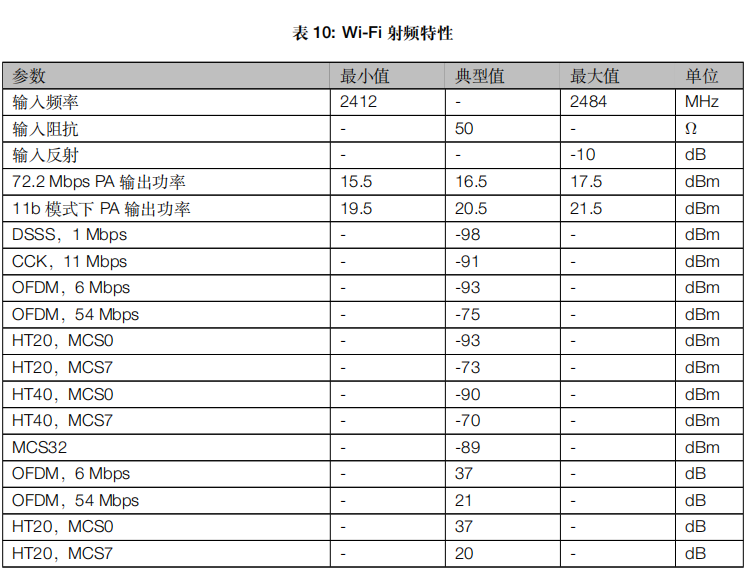 表 10: Wi-Fi 射频特性
参数 最小值 典型值 最大值 单位
输入频率 2412 - 2484 MHz
输入阻抗 - 50 - Ω
输入反射 - - -10 dB
72.2 Mbps PA 输出功率 15.5 16.5 17.5 dBm
11b 模式下 PA 输出功率 19.5 20.5 21.5 dBm
DSSS，1 Mbps - -98 - dBm
CCK，11 Mbps - -91 - dBm
OFDM，6 Mbps - -93 - dBm
OFDM，54 Mbps - -75 - dBm
HT20，MCS0 - -93 - dBm
HT20，MCS7 - -73 - dBm
HT40，MCS0 - -90 - dBm
HT40，MCS7 - -70 - dBm
MCS32 - -89 - dBm
OFDM，6 Mbps - 37 - dB
OFDM，54 Mbps - 21 - dB
HT20，MCS0 - 37 - dB
HT20，MCS7 - 20 - dB